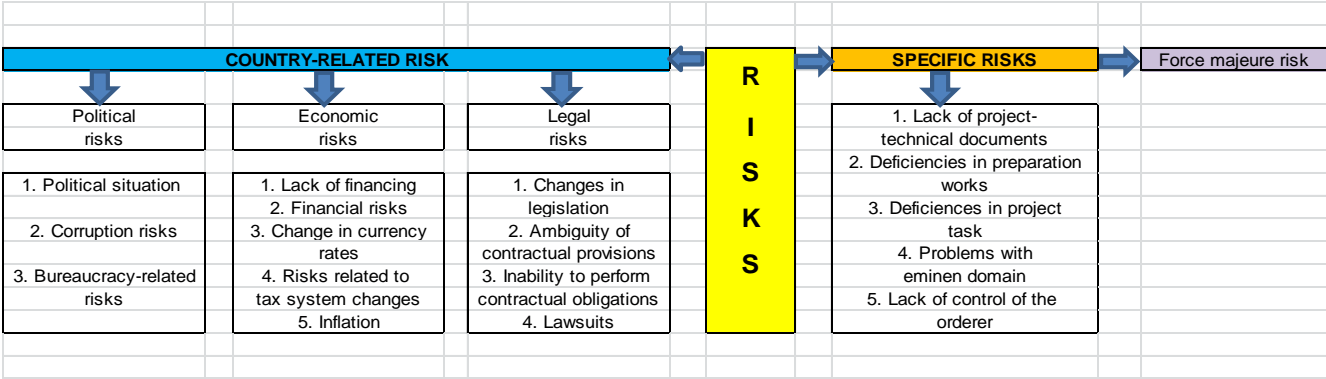 COUNTRY-RELATED RISK
Political
risks
1. Political situation
2. Corruption risks
3. Bureaucracy-related
risks
Economic
risks
1. Lack of financing
2. Financial risks
3. Change in currency
rates
4. Risks related to
tax system changes
5. Inflation
Legal
risks
1. Changes in
legislation
2. Ambiguity of
contractual provisions
3. Inability to perform
contractual obligations
4. Lawsuits
R
I
S
K
S
SPECIFIC RISKS
1. Lack of project-
technical documents
2. Deficiencies in preparation
works
3. Deficiences in project
task
4. Problems with
eminen domain
5. Lack of control of the
orderer
Force majeure risk